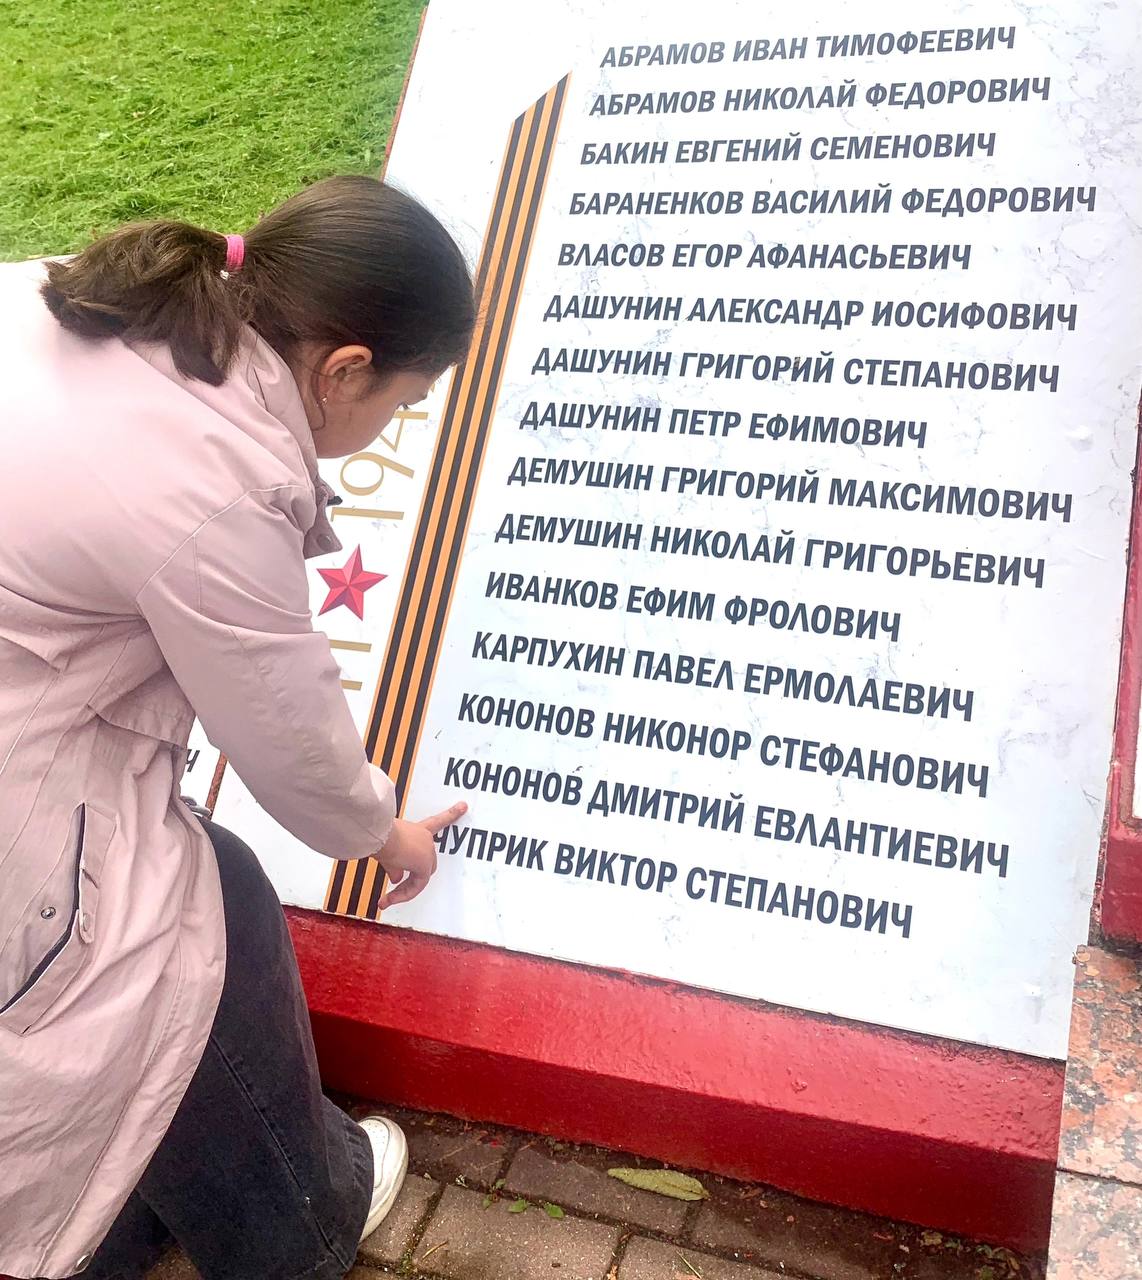 АБРАМОВ ИВАН ТИМОФЕЕВИЧ
АБРАМОВ НИКОЛАЙ ФЕДОРОВИЧ
БАКИН ЕВГЕНИЙ СЕМЕНОВИЧ
БАРАНЕНКОВ ВАСИЛИЙ ФЕДОРОВИЧ
ВЛАСОВ ЕГОР АФАНАСЬЕВИЧ
ДАШУНИН АЛЕКСАНДР ИОСИФОВИЧ
ДАШУНИН ГРИГОРИЙ СТЕПАНОВИЧ
ДАШУНИН ПЕТР ЕФИМОВИЧ
ДЕМУШИН ГРИГОРИЙ МАКСИМОВИЧ
ДЕМУШИН НИКОЛАЙ ГРИГОРЬЕВИЧ
ИВАНКОВ ЕФИМ ФРОЛОВИЧ
КАРПУХИН ПАВЕЛ ЕРМОЛАЕВИЧ
КОНОНОВ НИКОНОР СТЕФАНОВИЧ
КОНОНОВ ДМИТРИЙ ЕВЛАНТИЕВИЧ
ЧУПРИК ВИКТОР СТЕПАНОВИЧ